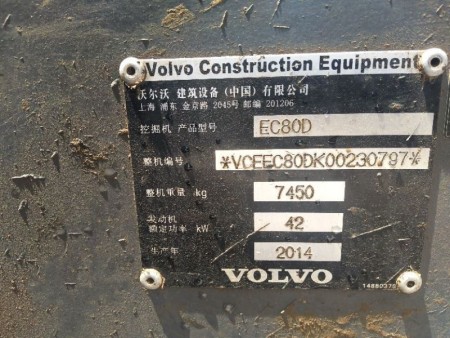 Volvo Construction Equipment
沃尔沃 建筑设备（中国）有限公司
上海 浦东 金京路 2045号 邮编 201206
挖掘机 产品型号 EC80D
整机编号 *VCEEC80DK00230797*
整机重量 kg 7450
发动机
额定功率 kW 42
生产年 2014
VOLVO